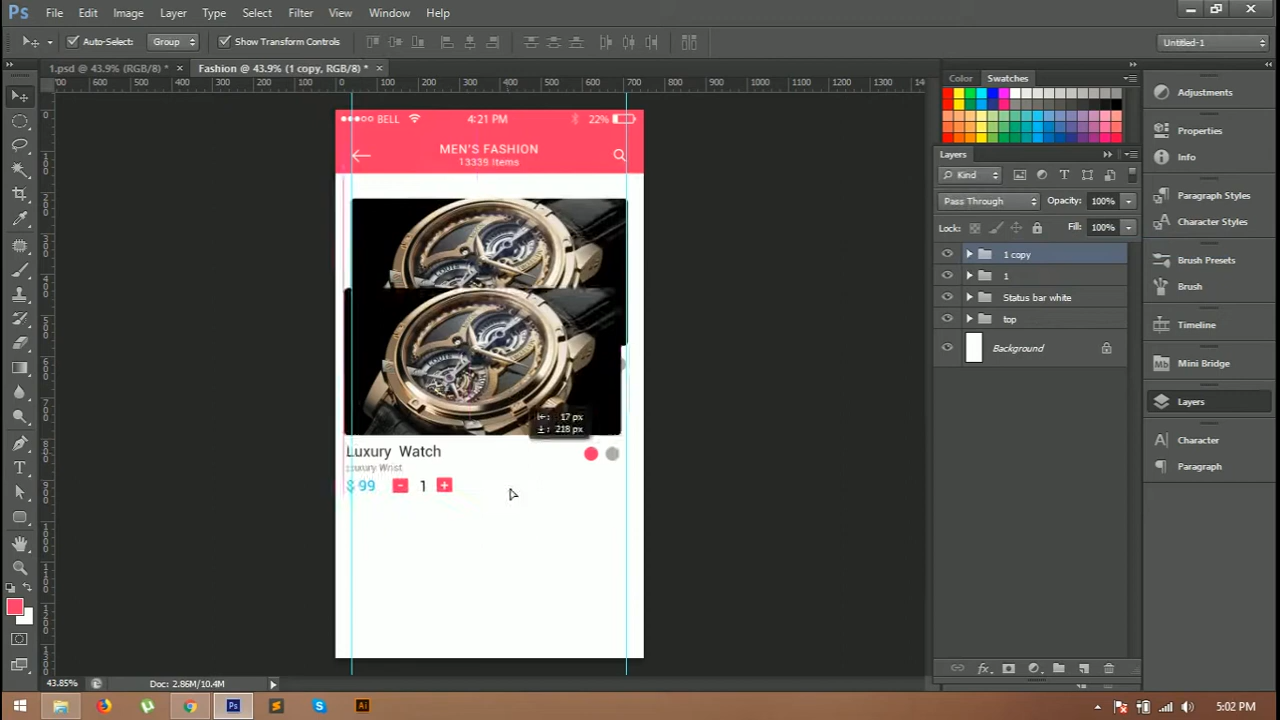 Ps File Edit Image Layer Type Select Filter View Window Help
Auto-Select: Group Show Transform Controls Untitled-1
1.psd @ 43.9% (RGB/8) * × Fashion @ 43.9% (1 copy, RGB/8) * ×
Color Swatches
Adjustments
Properties
Info
Paragraph Styles
Character Styles
Brush Presets
Brush
Timeline
Mini Bridge
Layers
Character
Paragraph
Layers
Kind
Pass Through Opacity: 100%
Lock: Fill: 100%
1 copy
1
Status bar white
top
Background
BELL 4:21 PM 22%
MEN'S FASHION
13339 Items
17 px
218 px
Luxury Watch
Luxury Wrist
$ 99 - 1 +
43.85% Doc: 2.86M/10.4M
5:02 PM